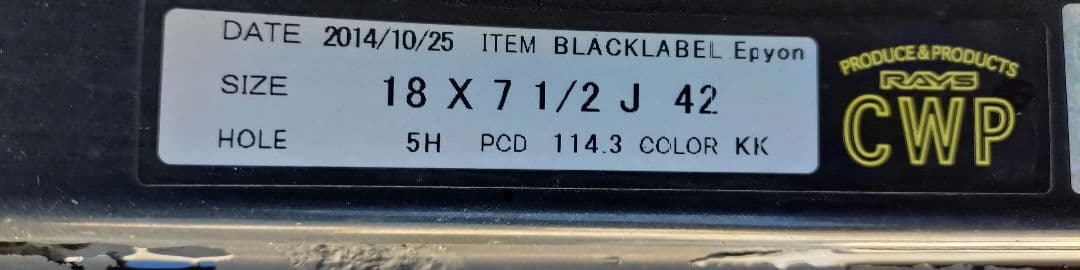 DATE 2014/10/25 ITEM BLACKLABEL Epyon
SIZE 18 X 7 1/2 J 42
HOLE 5H PCD 114.3 COLOR KK
PRODUCE & PRODUCTS
RAYS
CWP